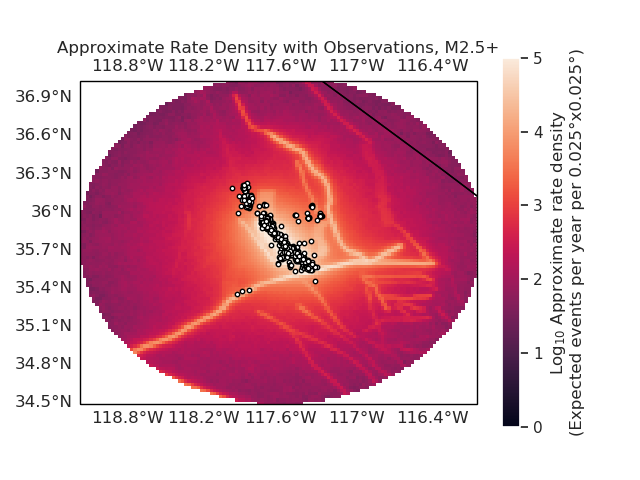 Approximate Rate Density with Observations, M2.5+
118.8°W 118.2°W 117.6°W 117°W 116.4°W
36.9°N
36.6°N
36.3°N
36°N
35.7°N
35.4°N
35.1°N
34.8°N
34.5°N
118.8°W 118.2°W 117.6°W 117°W 116.4°W
5
4
3
2
1
0
Log₁₀ Approximate rate density
(Expected events per year per 0.025°x0.025°)